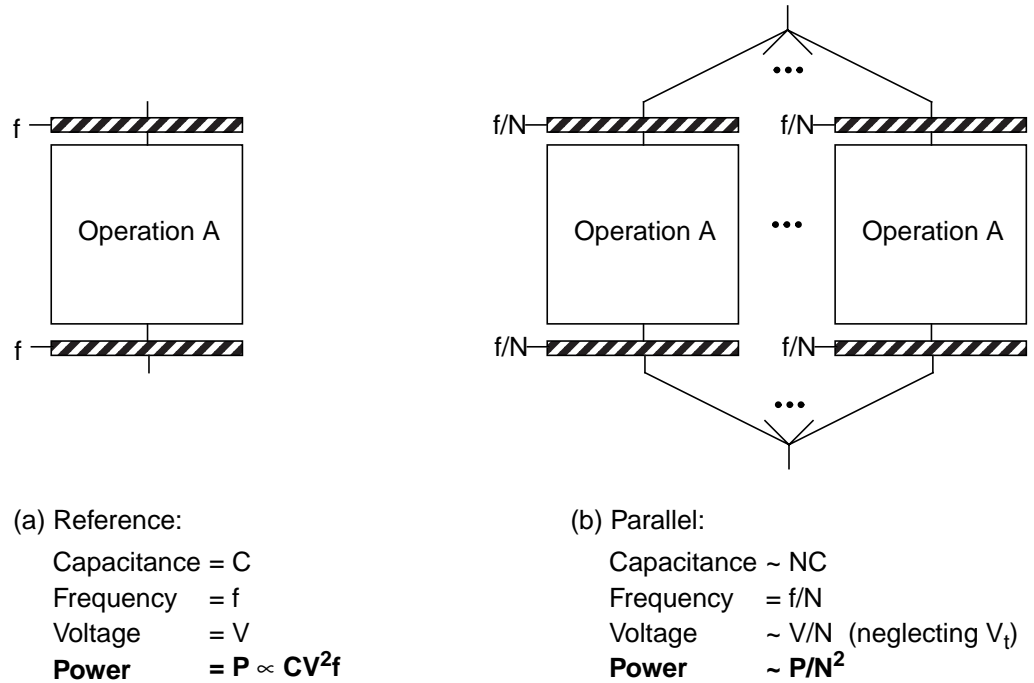 •••
f f/N f/N
Operation A Operation A ••• Operation A
f f/N f/N
•••
(a) Reference:
Capacitance = C
Frequency = f
Voltage = V
Power = P ∝ CV²f
(b) Parallel:
Capacitance ~ NC
Frequency = f/N
Voltage ~ V/N (neglecting Vₜ)
Power ~ P/N²